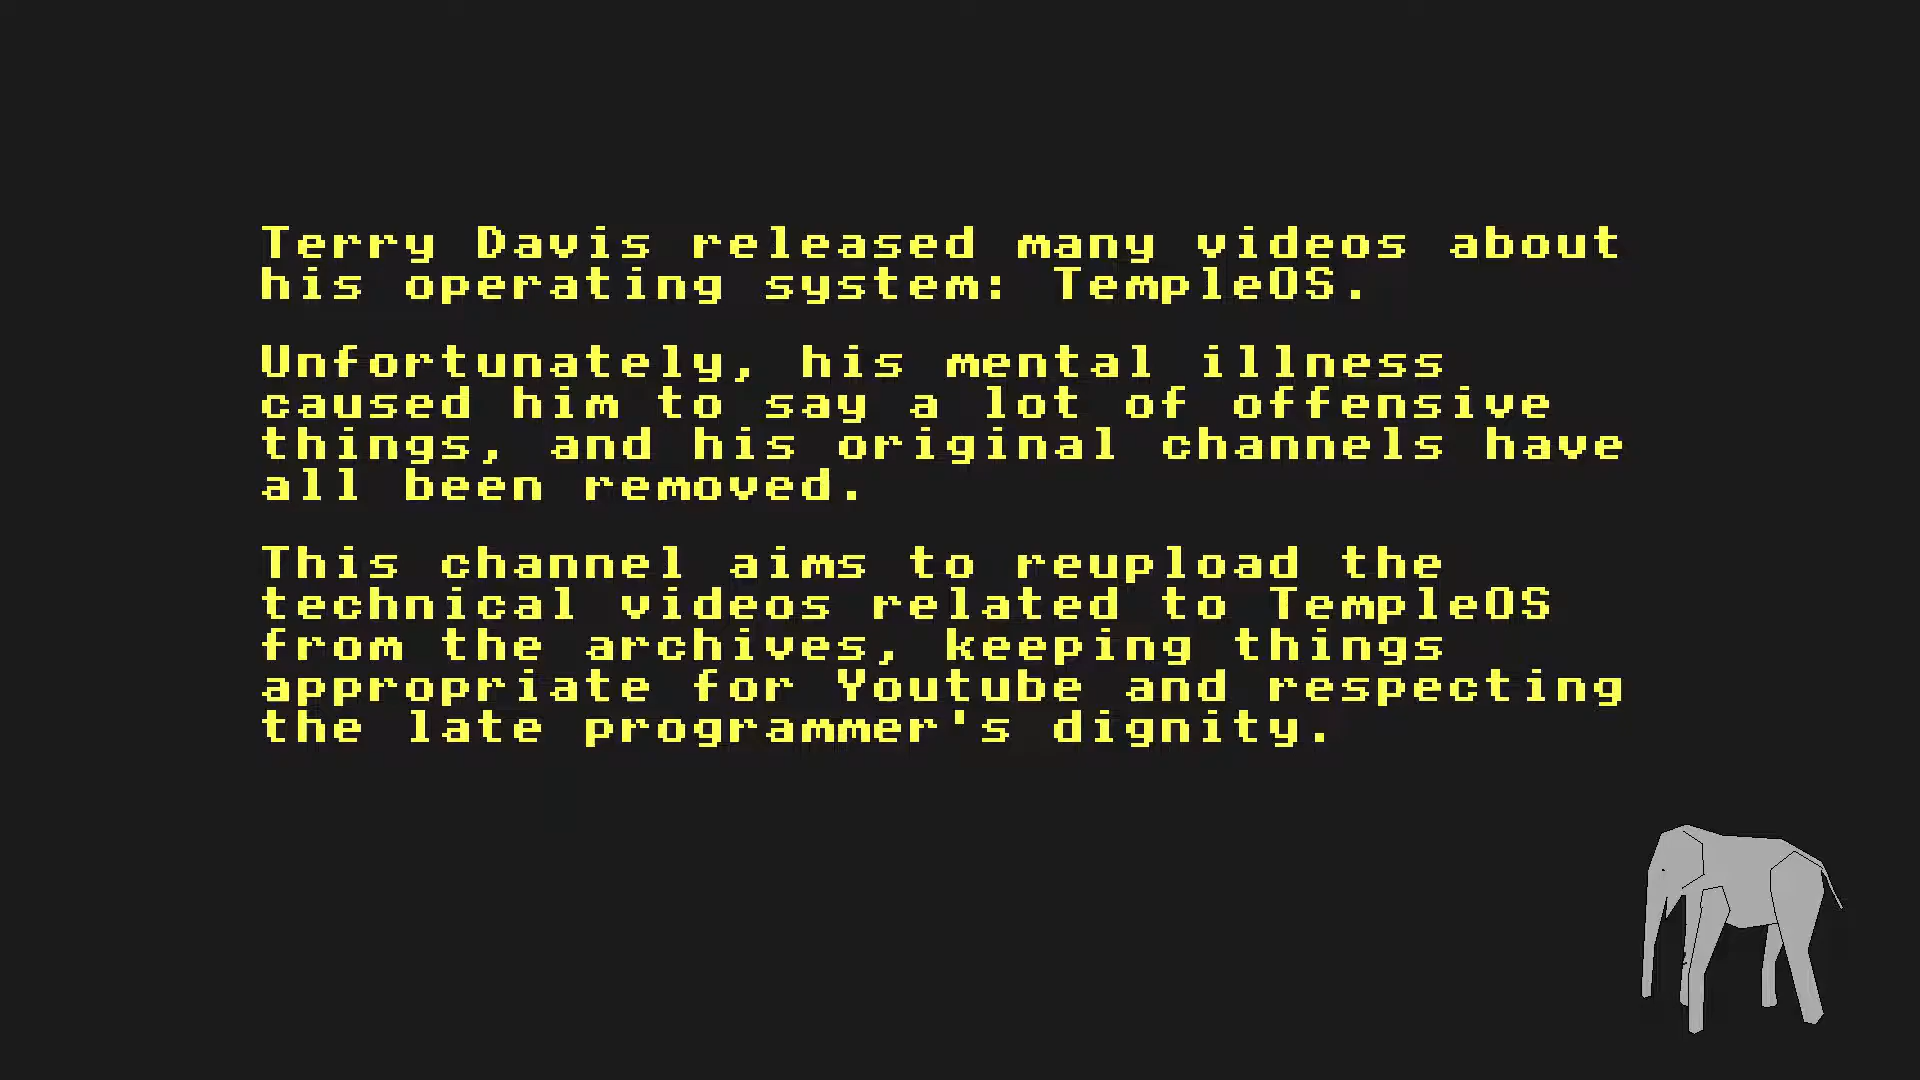 Terry Davis released many videos about
his operating system: TempleOS.
Unfortunately, his mental illness
caused him to say a lot of offensive
things, and his original channels have
all been removed.
This channel aims to reupload the
technical videos related to TempleOS
from the archives, keeping things
appropriate for Youtube and respecting
the late programmer's dignity.